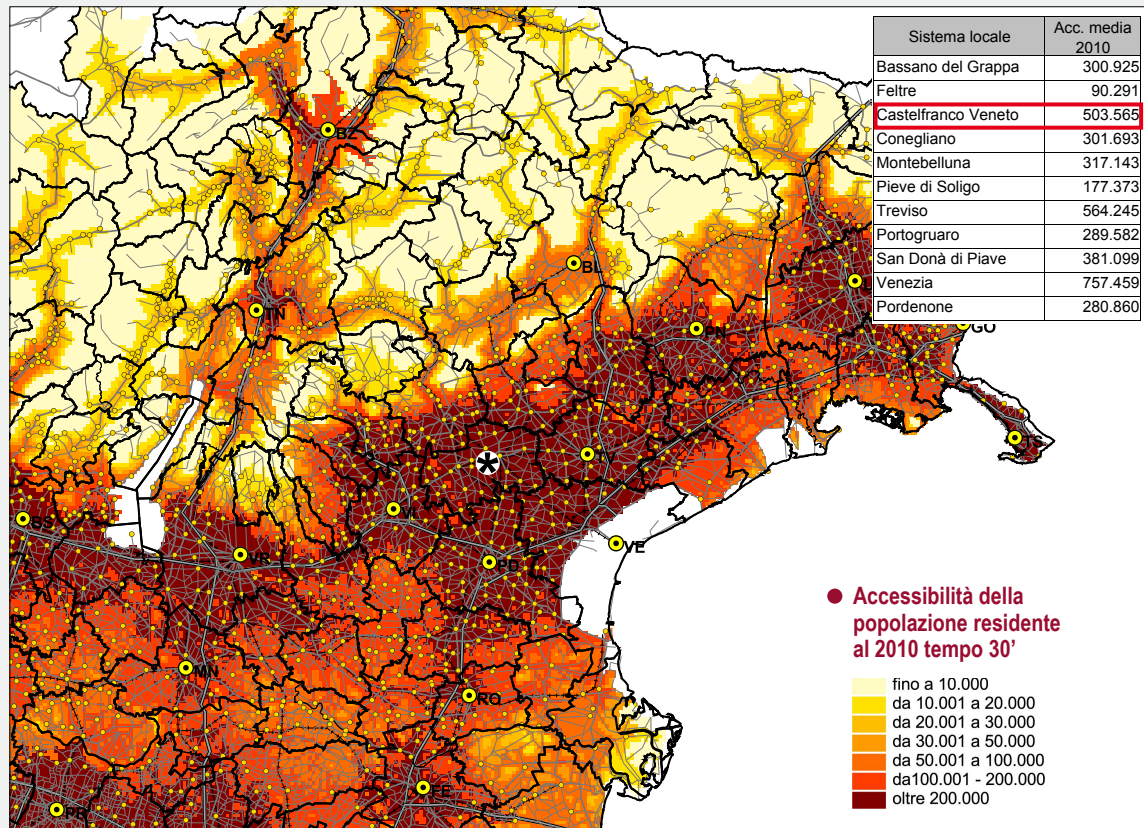 Sistema locale Acc. media 2010
Bassano del Grappa 300.925
Feltre 90.291
Castelfranco Veneto 503.565
Conegliano 301.693
Montebelluna 317.143
Pieve di Soligo 177.373
Treviso 564.245
Portogruaro 289.582
San Donà di Piave 381.099
Venezia 757.459
Pordenone 280.860
BZ
BL
TN
PN
GO
TS
TV
BS
VI
VR
PD
VE
MN
RO
FE
PR
Accessibilità della
popolazione residente
al 2010 tempo 30'
fino a 10.000
da 10.001 a 20.000
da 20.001 a 30.000
da 30.001 a 50.000
da 50.001 a 100.000
da100.001 - 200.000
oltre 200.000